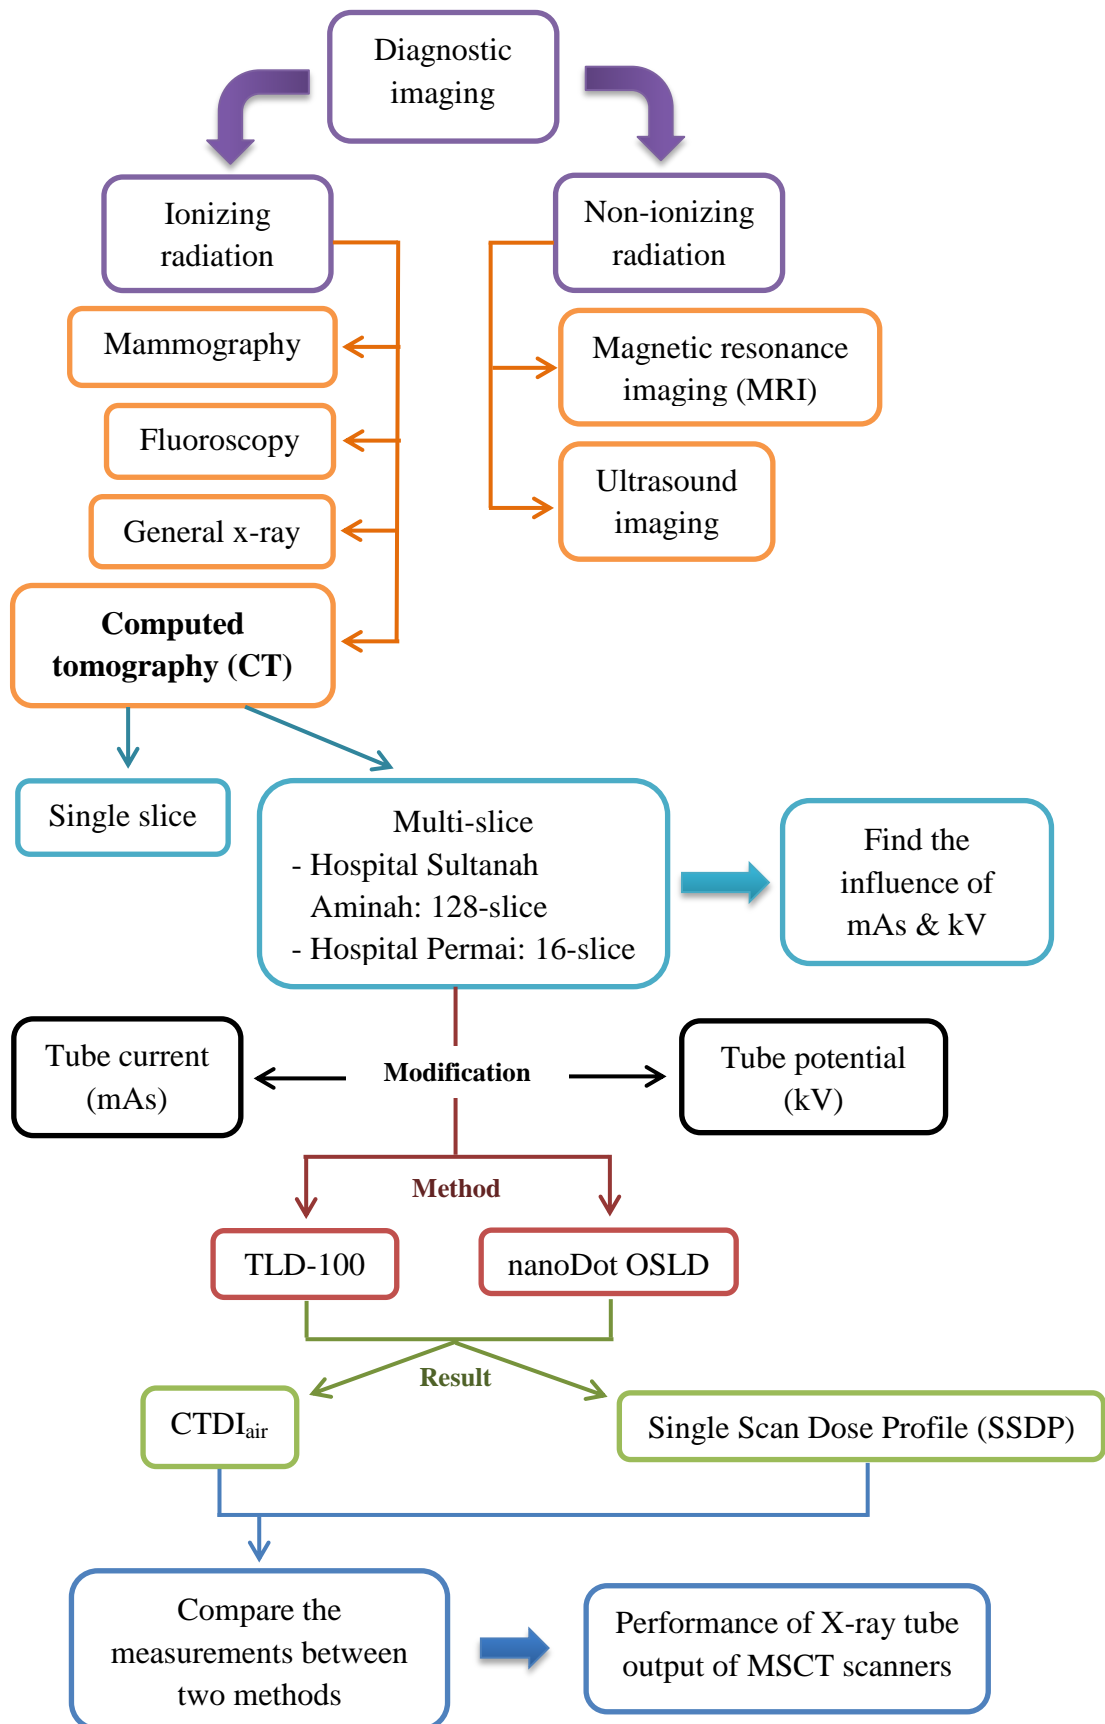 Diagnostic
imaging
Ionizing
radiation
Non-ionizing
radiation
Mammography
Magnetic resonance
imaging (MRI)
Fluoroscopy
Ultrasound
imaging
General x-ray
Computed
tomography (CT)
Single slice
Multi-slice
- Hospital Sultanah
Aminah: 128-slice
- Hospital Permai: 16-slice
Find the
influence of
mAs & kV
Tube current
(mAs)
Modification
Tube potential
(kV)
Method
TLD-100
nanoDot OSLD
Result
CTDIair
Single Scan Dose Profile (SSDP)
Compare the
measurements between
two methods
Performance of X-ray tube
output of MSCT scanners